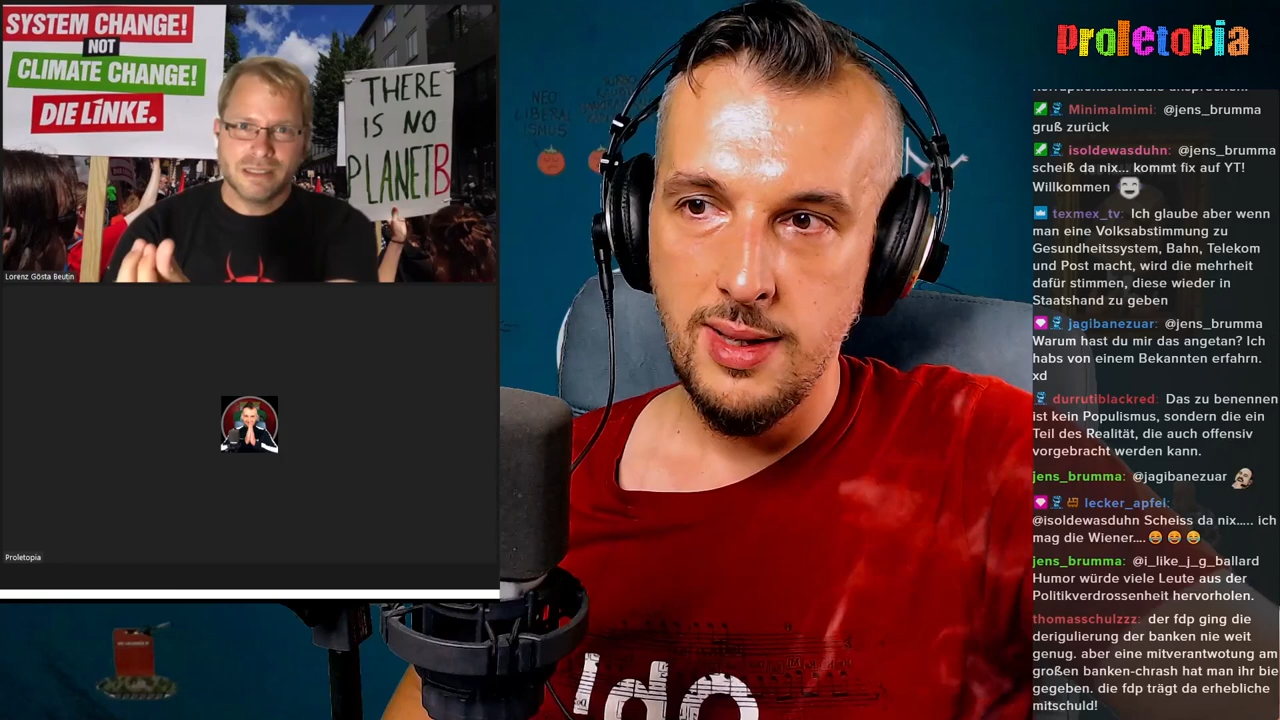 SYSTEM CHANGE!
NOT
CLIMATE CHANGE!
DIE LINKE.
THERE
IS NO
PLANET B
Lorenz Gösta Beutin
Proletopia
NEO
LIBERAL
ISMUS
proletopia
Minimalmimi: @jens_brumma
gruß zurück
isoldewasduhn: @jens_brumma
scheiß da nix... kommt fix auf YT!
Willkommen
texmex_tv: Ich glaube aber wenn
man eine Volksabstimmung zu
Gesundheitssystem, Bahn, Telekom
und Post macht, wird die mehrheit
dafür stimmen, diese wieder in
Staatshand zu geben
jagibanezuar: @jens_brumma
Warum hast du mir das angetan? Ich
habs von einem Bekannten erfahren.
xd
durrutiblackred: Das zu benennen
ist kein Populismus, sondern die ein
Teil des Realität, die auch offensiv
vorgebracht werden kann.
jens_brumma: @jagibanezuar
lecker_apfel:
@isoldewasduhn Scheiss da nix..... ich
mag die Wiener....
jens_brumma: @i_like_j_g_ballard
Humor würde viele Leute aus der
Politikverdrossenheit hervorholen.
thomasschulzzz: der fdp ging die
derigulierung der banken nie weit
genug. aber eine mitverantwotung am
großen banken-chrash hat man ihr bie
gegeben. die fdp trägt da erhebliche
mitschuld!